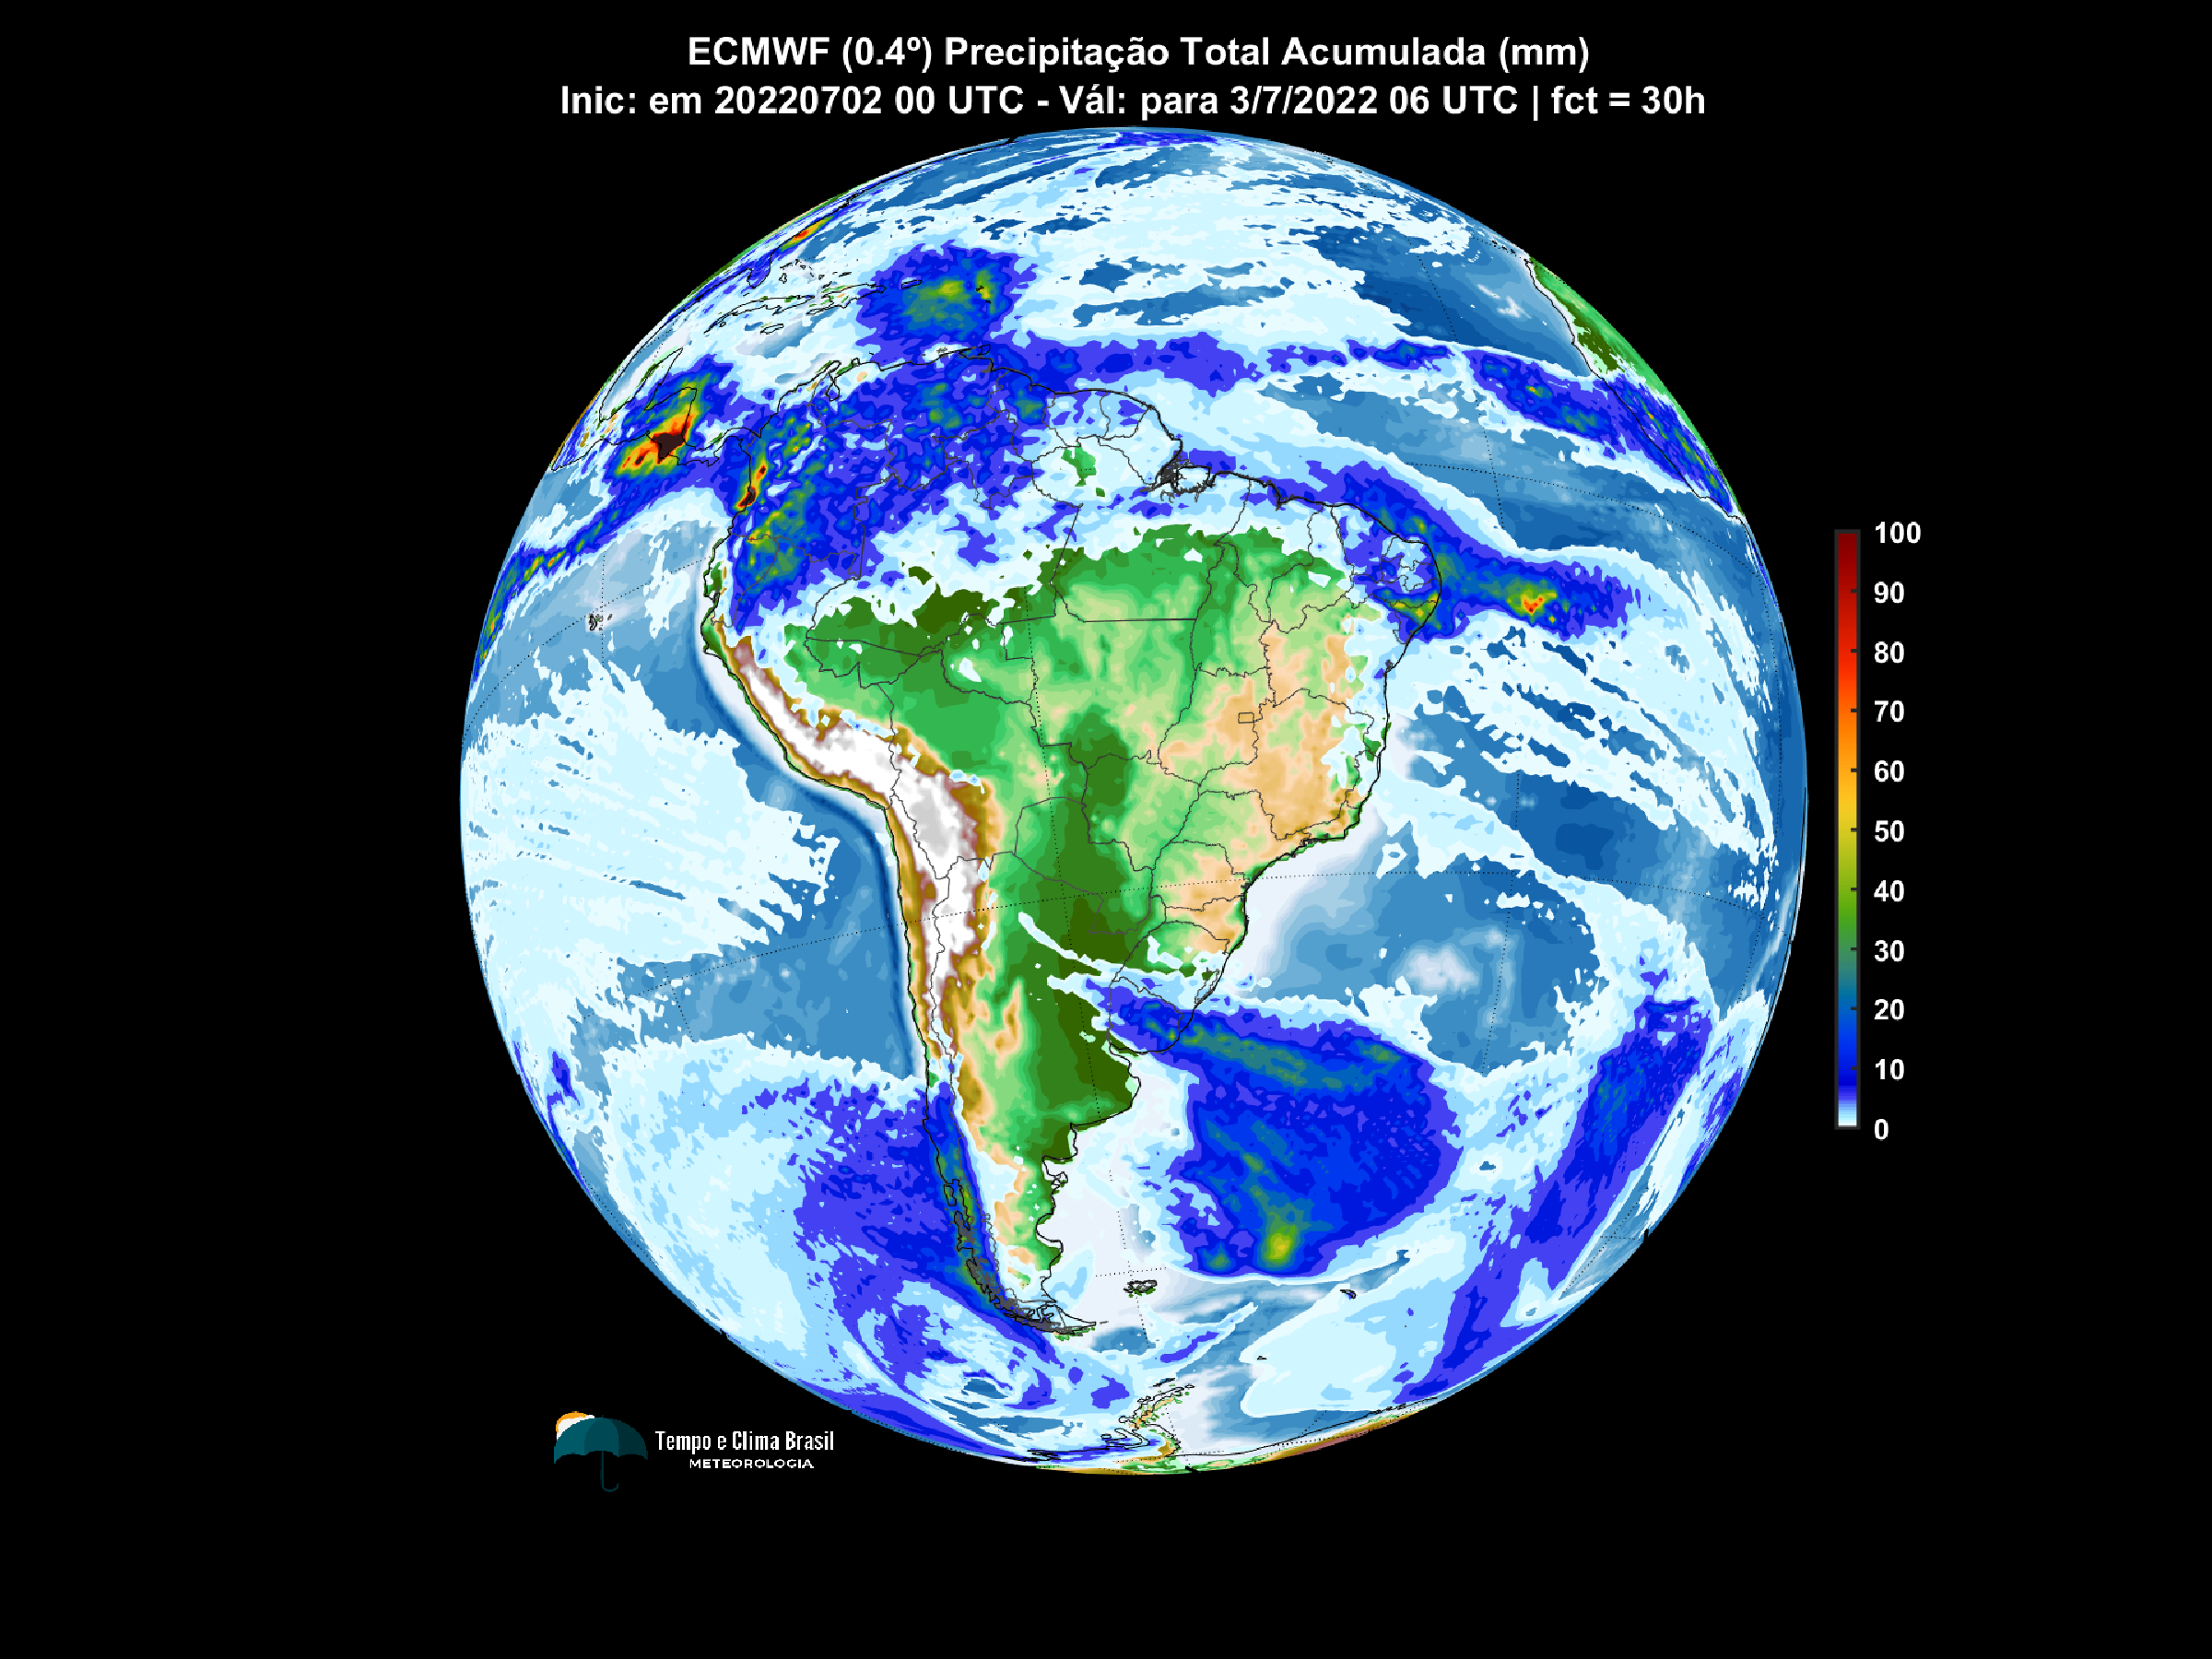 ECMWF (0.4º) Precipitação Total Acumulada (mm)
Inic: em 20220702 00 UTC - Vál: para 3/7/2022 06 UTC | fct = 30h
100
90
80
70
60
50
40
30
20
10
0
Tempo e Clima Brasil
METEOROLOGIA